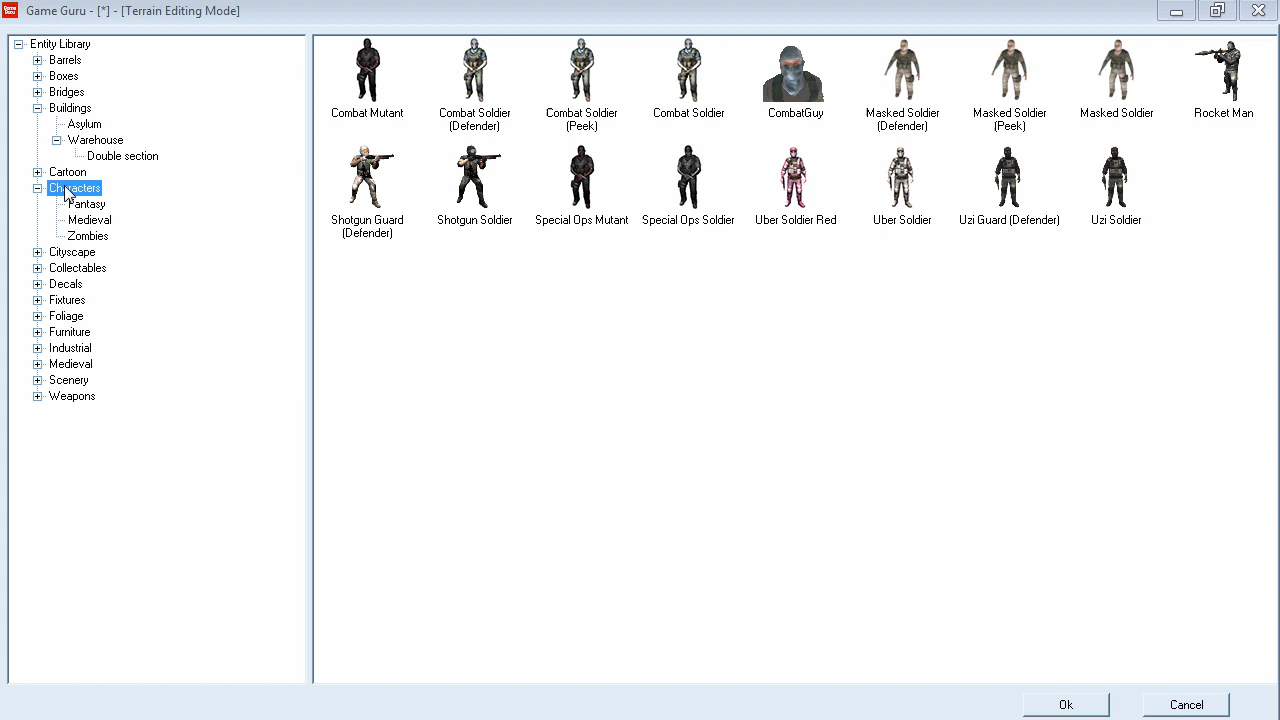 Game Guru
Game Guru - [*] - [Terrain Editing Mode]
Entity Library
Barrels
Boxes
Bridges
Buildings
Asylum
Warehouse
Double section
Cartoon
Characters
Fantasy
Medieval
Zombies
Cityscape
Collectables
Decals
Fixtures
Foliage
Furniture
Industrial
Medieval
Scenery
Weapons
Combat Mutant
Combat Soldier
(Defender)
Combat Soldier
(Peek)
Combat Soldier
CombatGuy
Masked Soldier
(Defender)
Masked Soldier
(Peek)
Masked Soldier
Rocket Man
Shotgun Guard
(Defender)
Shotgun Soldier
Special Ops Mutant
Special Ops Soldier
Uber Soldier Red
Uber Soldier
Uzi Guard (Defender)
Uzi Soldier
Ok
Cancel